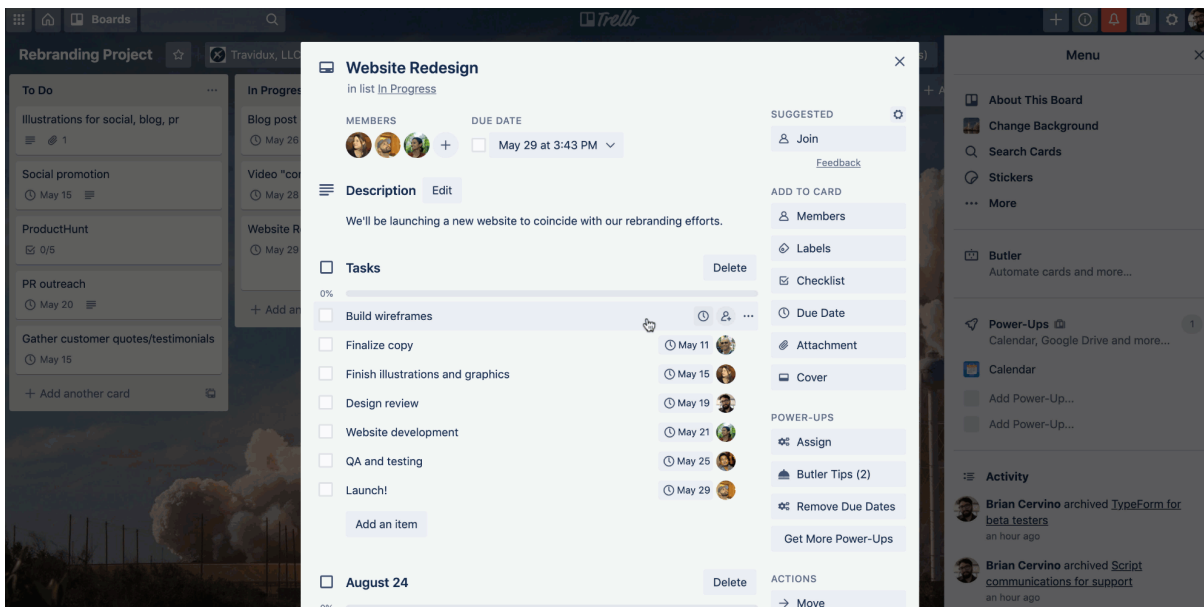 Boards
Trello
Rebranding Project
Travidux, LLC
To Do
Illustrations for social, blog, pr
1
Social promotion
May 15
ProductHunt
0/5
PR outreach
May 20
Gather customer quotes/testimonials
May 15
+ Add another card
In Progres
Blog post
May 26
Video "con
May 28
Website R
May 29
+ Add an
Website Redesign
in list In Progress
MEMBERS
DUE DATE
May 29 at 3:43 PM
Description
Edit
We'll be launching a new website to coincide with our rebranding efforts.
Tasks
Delete
0%
Build wireframes
Finalize copy
May 11
Finish illustrations and graphics
May 15
Design review
May 19
Website development
May 21
QA and testing
May 25
Launch!
May 29
Add an item
August 24
Delete
0%
SUGGESTED
Join
Feedback
ADD TO CARD
Members
Labels
Checklist
Due Date
Attachment
Cover
POWER-UPS
Assign
Butler Tips (2)
Remove Due Dates
Get More Power-Ups
ACTIONS
Move
s)
+ A
Menu
About This Board
Change Background
Search Cards
Stickers
More
Butler
Automate cards and more...
Power-Ups
1
Calendar, Google Drive and more...
Calendar
Add Power-Up...
Add Power-Up...
Activity
Brian Cervino archived TypeForm for
beta testers
an hour ago
Brian Cervino archived Script
communications for support
an hour ago